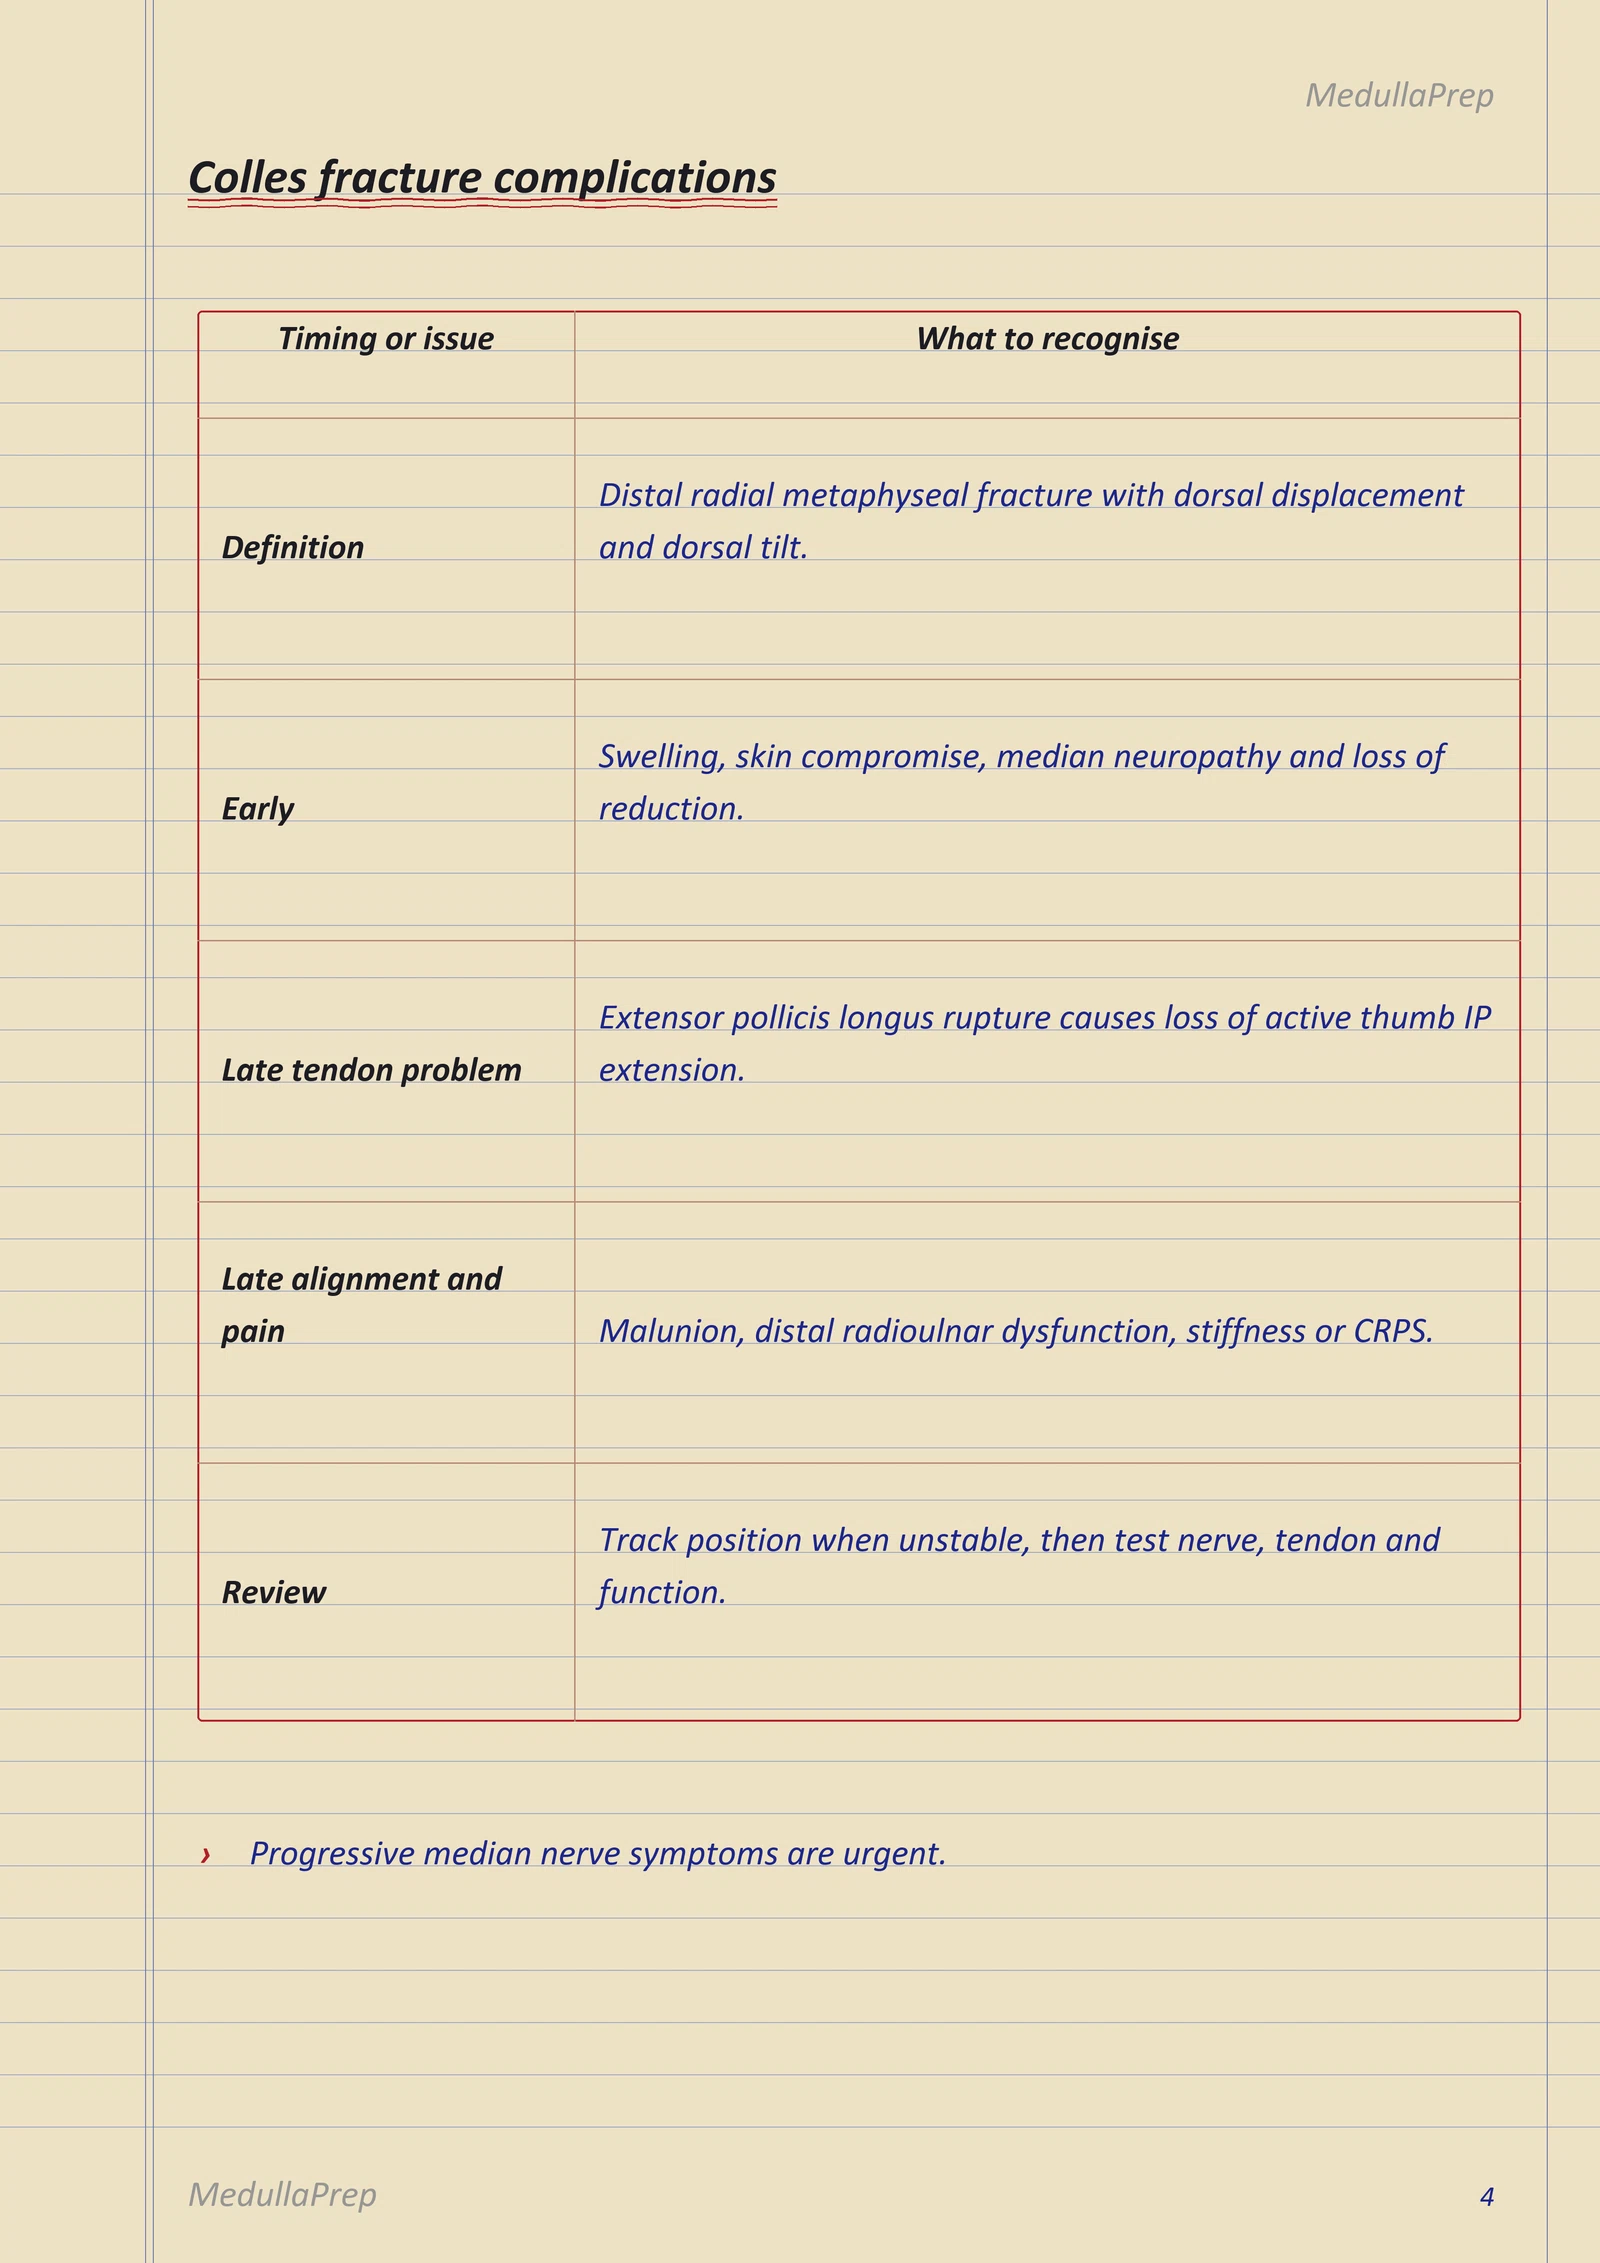 MedullaPrep
Colles fracture complications
Timing or issue
What to recognise
Definition
Distal radial metaphyseal fracture with dorsal displacement
and dorsal tilt.
Early
Swelling, skin compromise, median neuropathy and loss of
reduction.
Late tendon problem
Extensor pollicis longus rupture causes loss of active thumb IP
extension.
Late alignment and
pain
Malunion, distal radioulnar dysfunction, stiffness or CRPS.
Review
Track position when unstable, then test nerve, tendon and
function.
› Progressive median nerve symptoms are urgent.
MedullaPrep
4